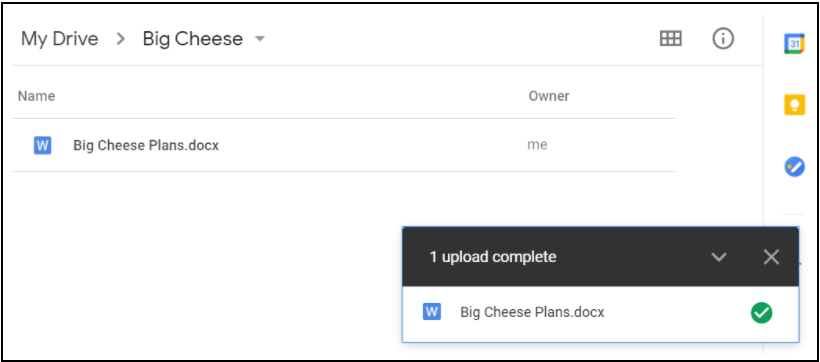 My Drive > Big Cheese
31
Name Owner
W Big Cheese Plans.docx me
1 upload complete
W Big Cheese Plans.docx